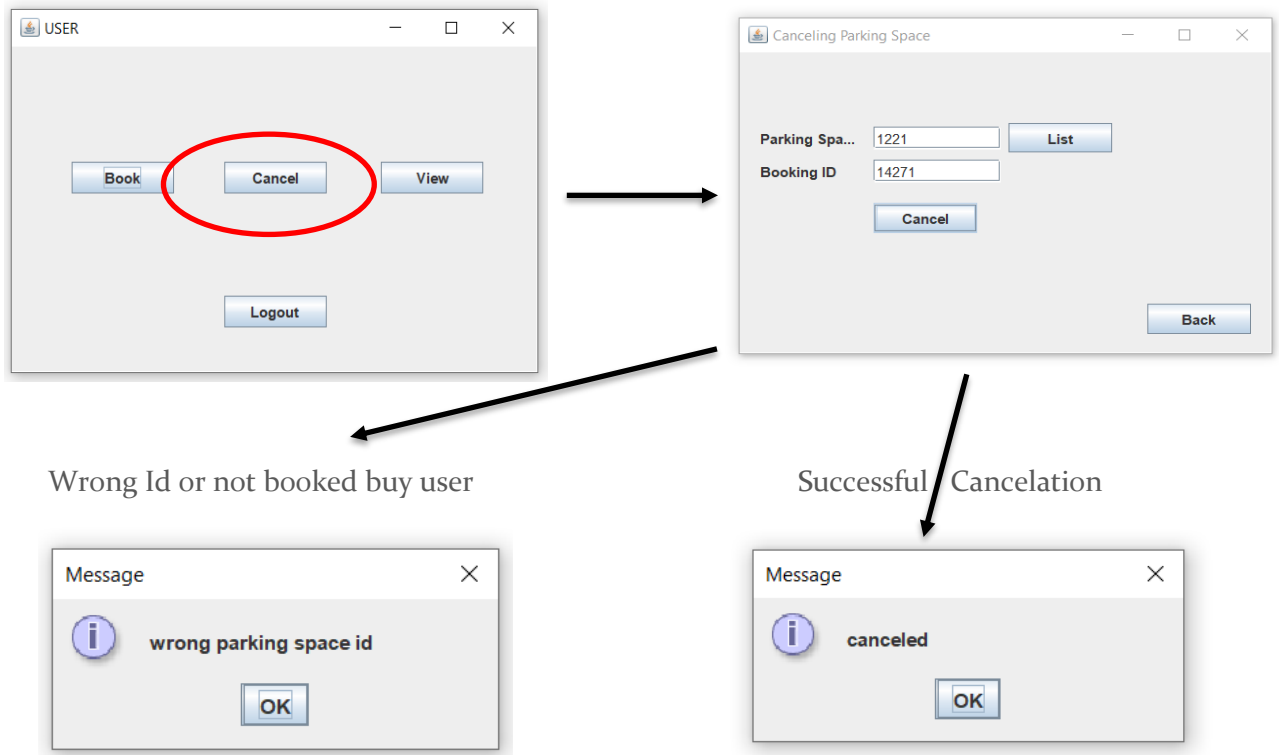 USER
Book
Cancel
View
Logout
Canceling Parking Space
Parking Spa...
1221
List
Booking ID
14271
Cancel
Back
Wrong Id or not booked buy user
Successful Cancelation
Message
wrong parking space id
OK
Message
canceled
OK